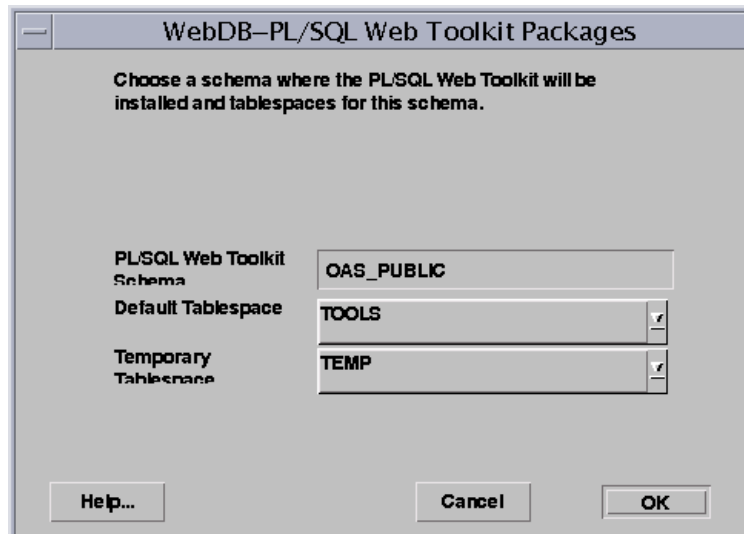 WebDB–PL/SQL Web Toolkit Packages
Choose a schema where the PL/SQL Web Toolkit will be
installed and tablespaces for this schema.
PL/SQL Web Toolkit
Schema
OAS_PUBLIC
Default Tablespace
TOOLS
Temporary
Tablespace
TEMP
Help...
Cancel
OK